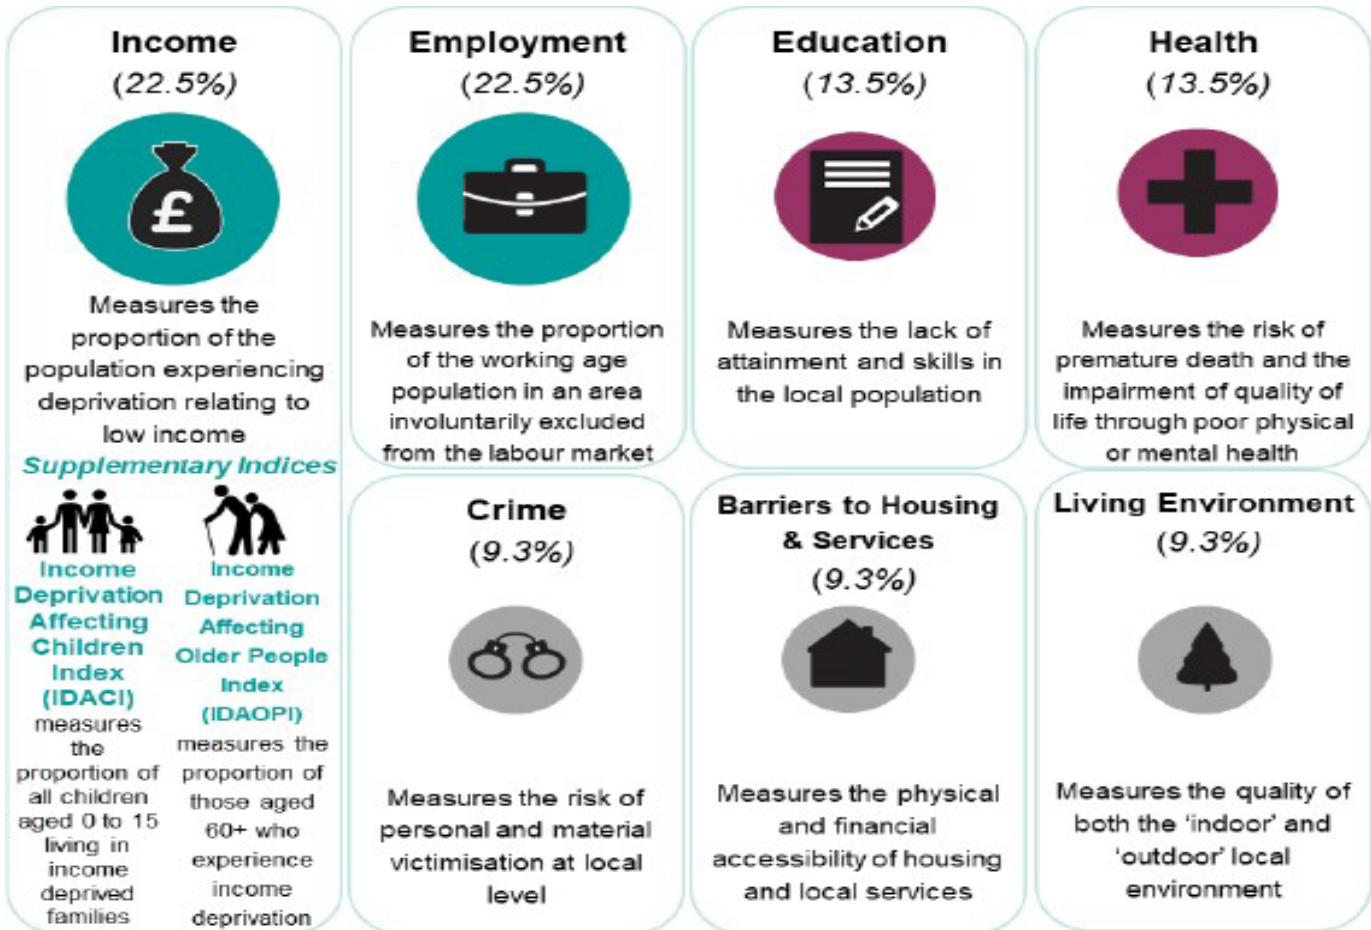 Income
(22.5%)
£
Measures the
proportion of the
population experiencing
deprivation relating to
low income
Supplementary Indices
Income
Deprivation
Affecting
Children
Index
(IDACI)
measures
the
proportion of
all children
aged 0 to 15
living in
income
deprived
families
Income
Deprivation
Affecting
Older People
Index
(IDAOPI)
measures the
proportion of
those aged
60+ who
experience
income
deprivation
Employment
(22.5%)
Measures the proportion
of the working age
population in an area
involuntarily excluded
from the labour market
Education
(13.5%)
Measures the lack of
attainment and skills in
the local population
Health
(13.5%)
Measures the risk of
premature death and the
impairment of quality of
life through poor physical
or mental health
Crime
(9.3%)
Measures the risk of
personal and material
victimisation at local
level
Barriers to Housing
& Services
(9.3%)
Measures the physical
and financial
accessibility of housing
and local services
Living Environment
(9.3%)
Measures the quality of
both the ‘indoor’ and
‘outdoor’ local
environment